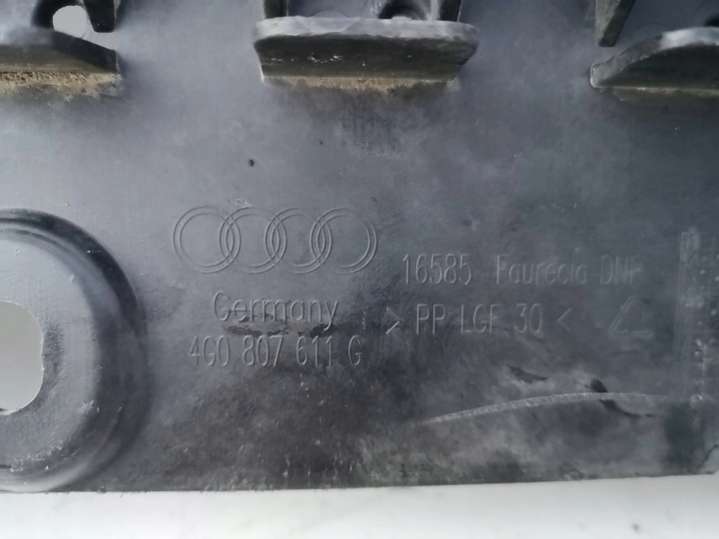 16585 Faurecia DNP
Germany
> PP LGF 30 <
4G0 807 611 G